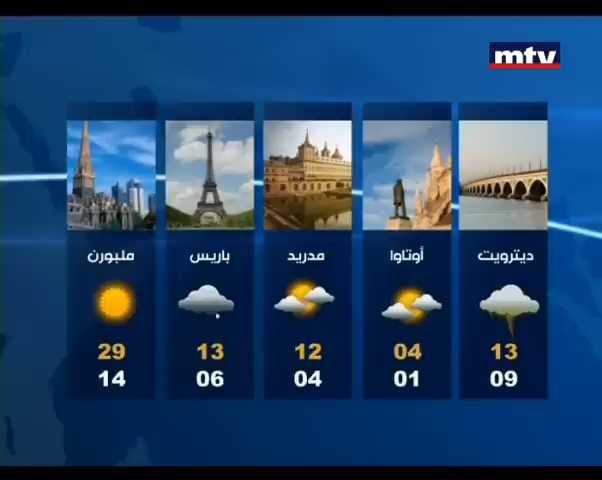 mtv
ديترويت
أوتاوا
مدريد
باريس
ملبورن
13
04
12
13
29
09
01
04
06
14